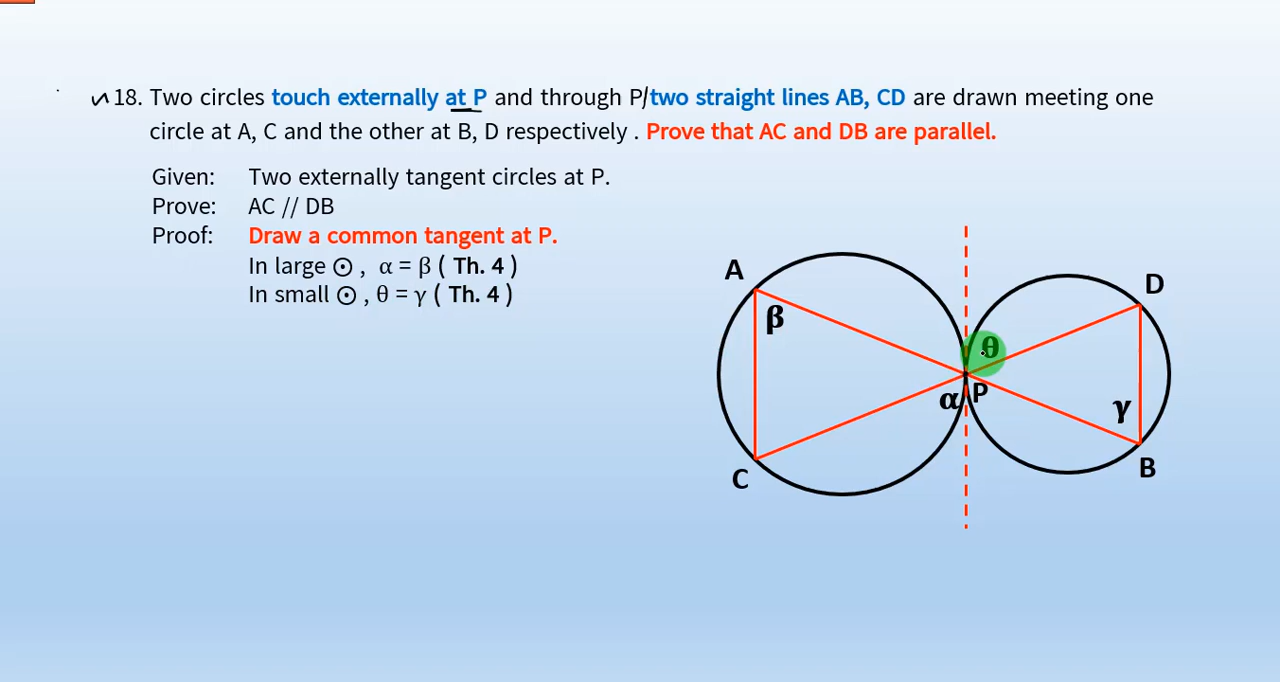 18. Two circles touch externally at P and through P/two straight lines AB, CD are drawn meeting one
circle at A, C and the other at B, D respectively . Prove that AC and DB are parallel.
Given: Two externally tangent circles at P.
Prove: AC // DB
Proof: Draw a common tangent at P.
In large ⊙ , α = β ( Th. 4 )
In small ⊙ , θ = γ ( Th. 4 )
A
D
β
θ
α P
γ
B
C